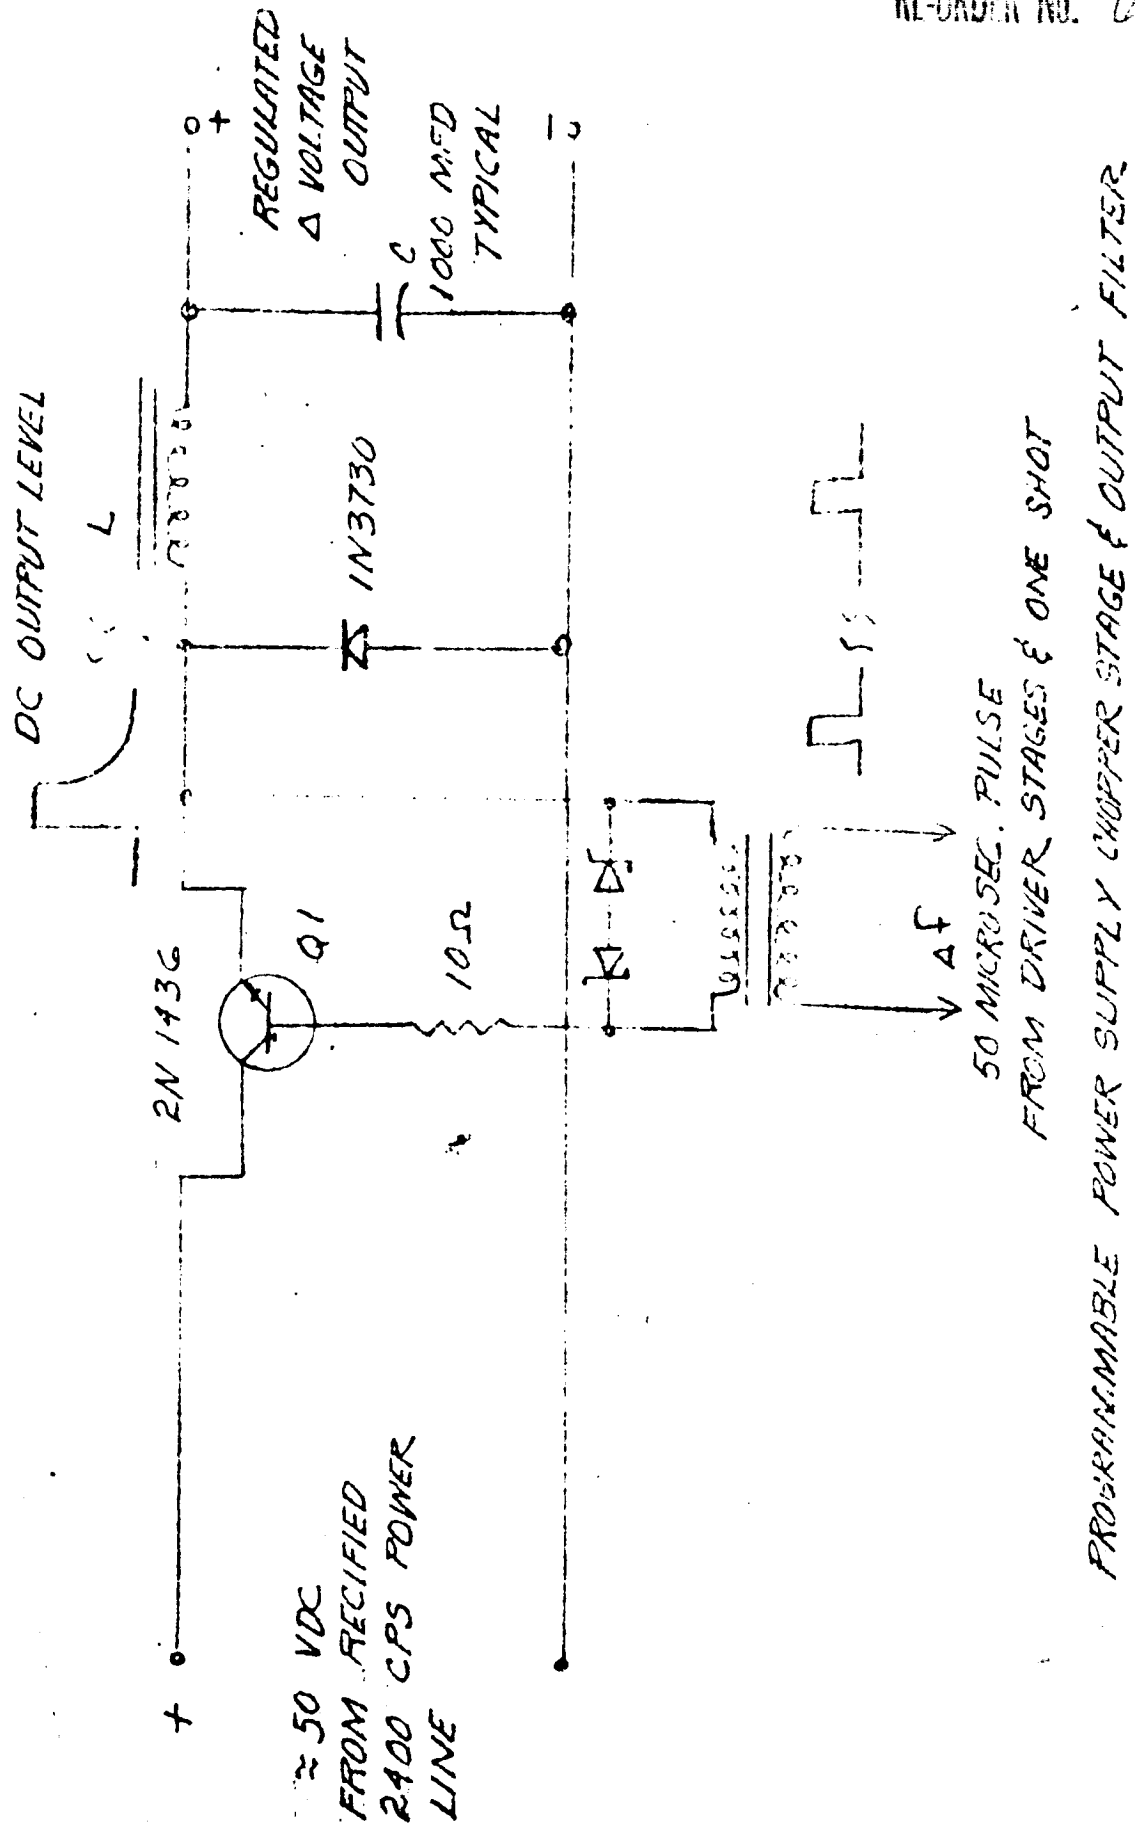 RE-ORDER NO.
DC OUTPUT LEVEL
L
REGULATED
Δ VOLTAGE
OUTPUT
+
+
2N 1436
Q1
1N3730
C
1000 MFD
TYPICAL
-
10Ω
≈ 50 VDC
FROM RECIFIED
2400 CPS POWER
LINE
Δ f
50 MICROSEC. PULSE
FROM DRIVER STAGES & ONE SHOT
PROGRAMMABLE POWER SUPPLY CHOPPER STAGE & OUTPUT FILTER